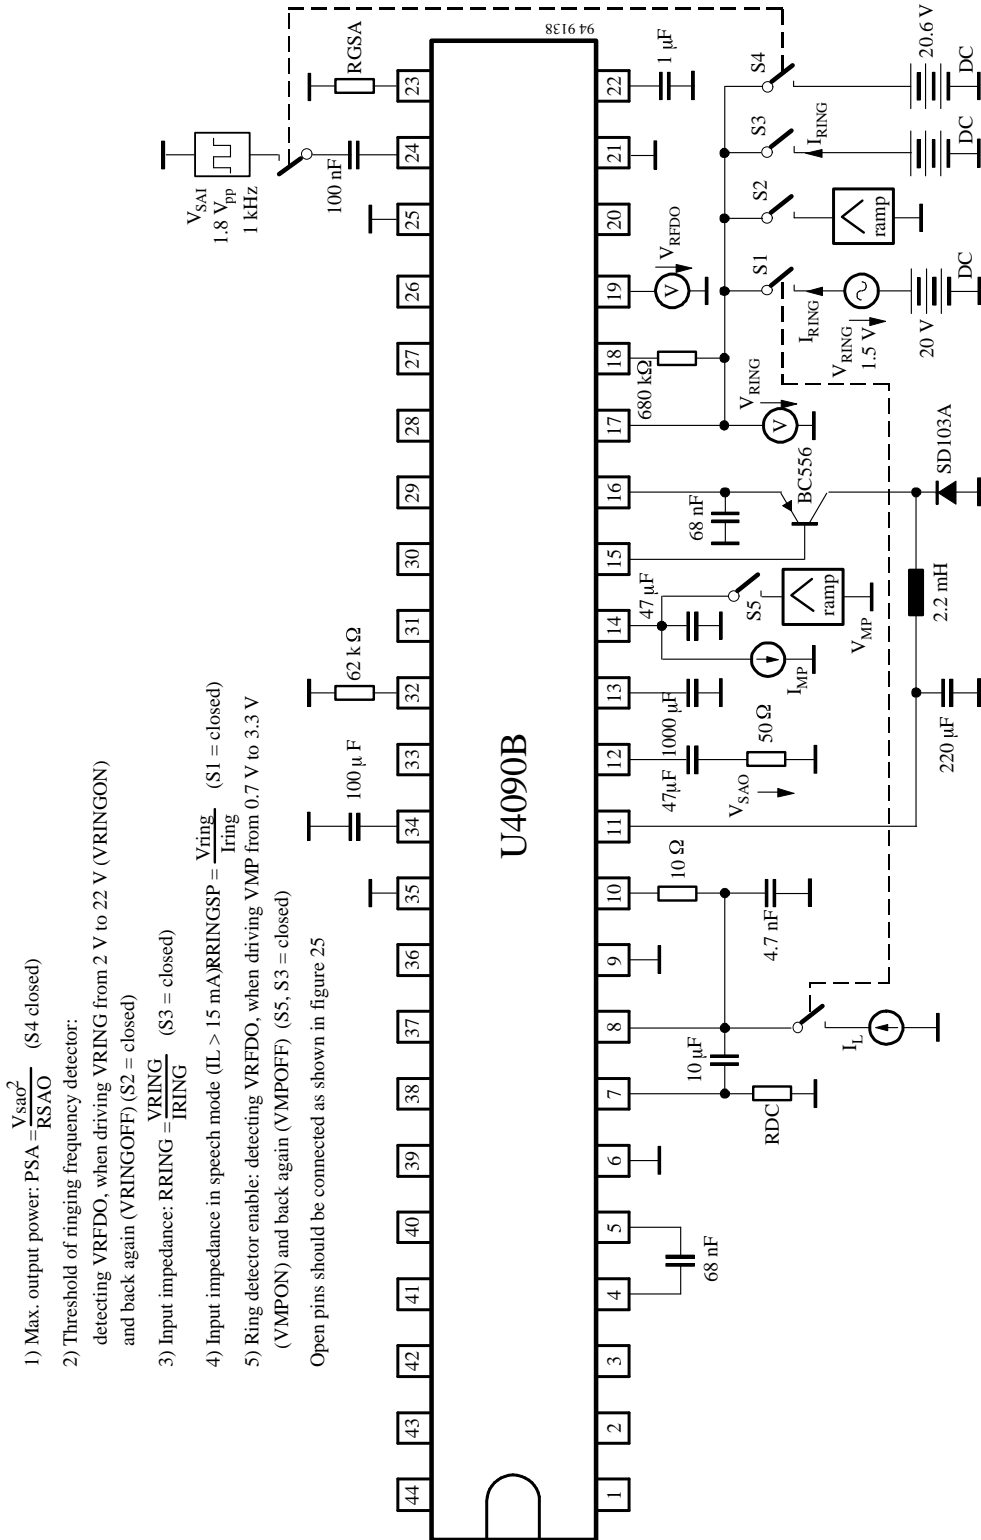 1) Max. output power: PSA = Vsao² / RSAO (S4 closed)
2) Threshold of ringing frequency detector:
detecting VRFDO, when driving VRING from 2 V to 22 V (VRINGON)
and back again (VRINGOFF) (S2 = closed)
3) Input impedance: RRING = VRING / IRING (S3 = closed)
4) Input impedance in speech mode (IL > 15 mA)RRINGSP = Vring / Iring (S1 = closed)
5) Ring detector enable: detecting VRFDO, when driving VMP from 0.7 V to 3.3 V
(VMPON) and back again (VMPOFF) (S5, S3 = closed)
Open pins should be connected as shown in figure 25
V_SAI
1.8 V_pp
1 kHz
100 nF
RGSA
62 kΩ
100 µF
44 43 42 41 40 39 38 37 36 35 34 33 32 31 30 29 28 27 26 25 24 23
U4090B
94 9138
1 2 3 4 5 6 7 8 9 10 11 12 13 14 15 16 17 18 19 20 21 22
68 nF
RDC
10 µF
I_L
4.7 nF
10 Ω
V_SAO
47µF
50 Ω
1000 µF
I_MP
47 µF
S5
ramp
V_MP
68 nF
BC556
220 µF
2.2 mH
SD103A
V_RING
680 kΩ
V
V_RFDO
V
1 µF
S1
S2
S3
S4
I_RING
V_RING
1.5 V
20 V
DC
ramp
I_RING
DC
20.6 V
DC